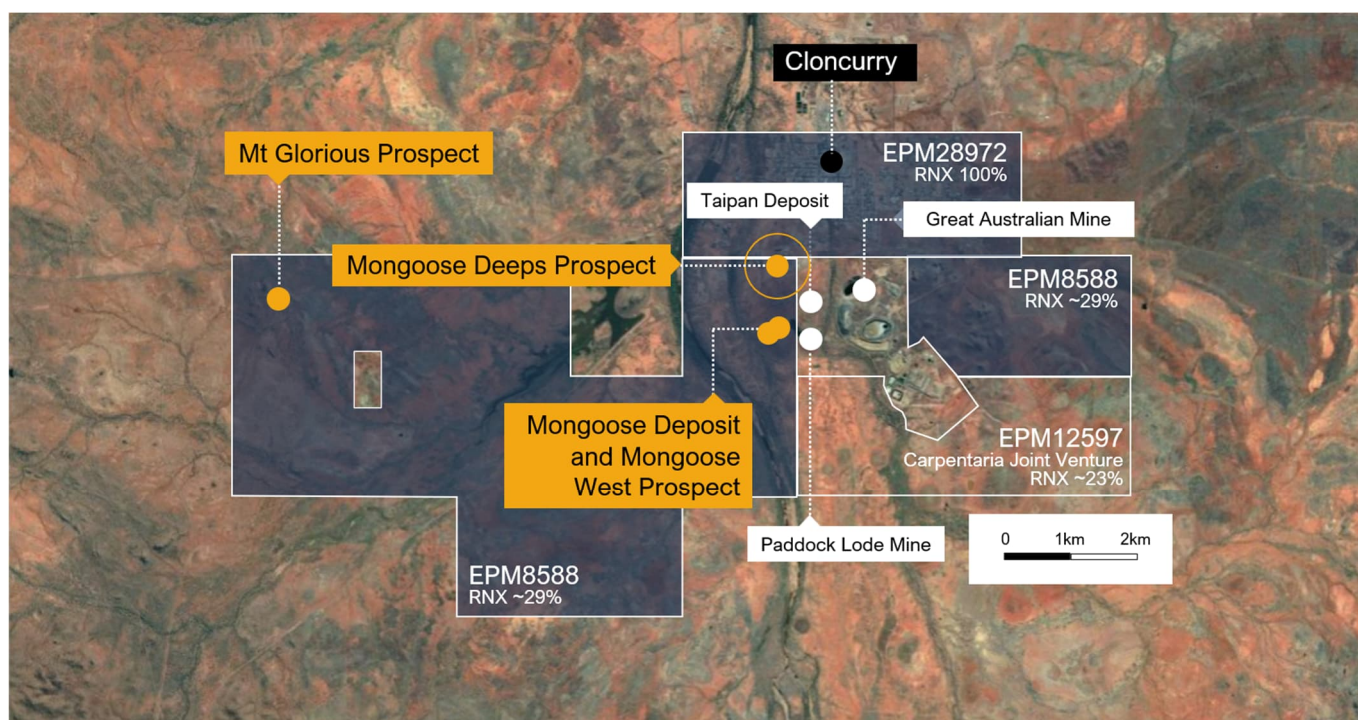 Cloncurry
Mt Glorious Prospect
EPM28972
RNX 100%
Taipan Deposit
Great Australian Mine
Mongoose Deeps Prospect
EPM8588
RNX ~29%
Mongoose Deposit
and Mongoose
West Prospect
EPM12597
Carpentaria Joint Venture
RNX ~23%
Paddock Lode Mine
0 1km 2km
EPM8588
RNX ~29%